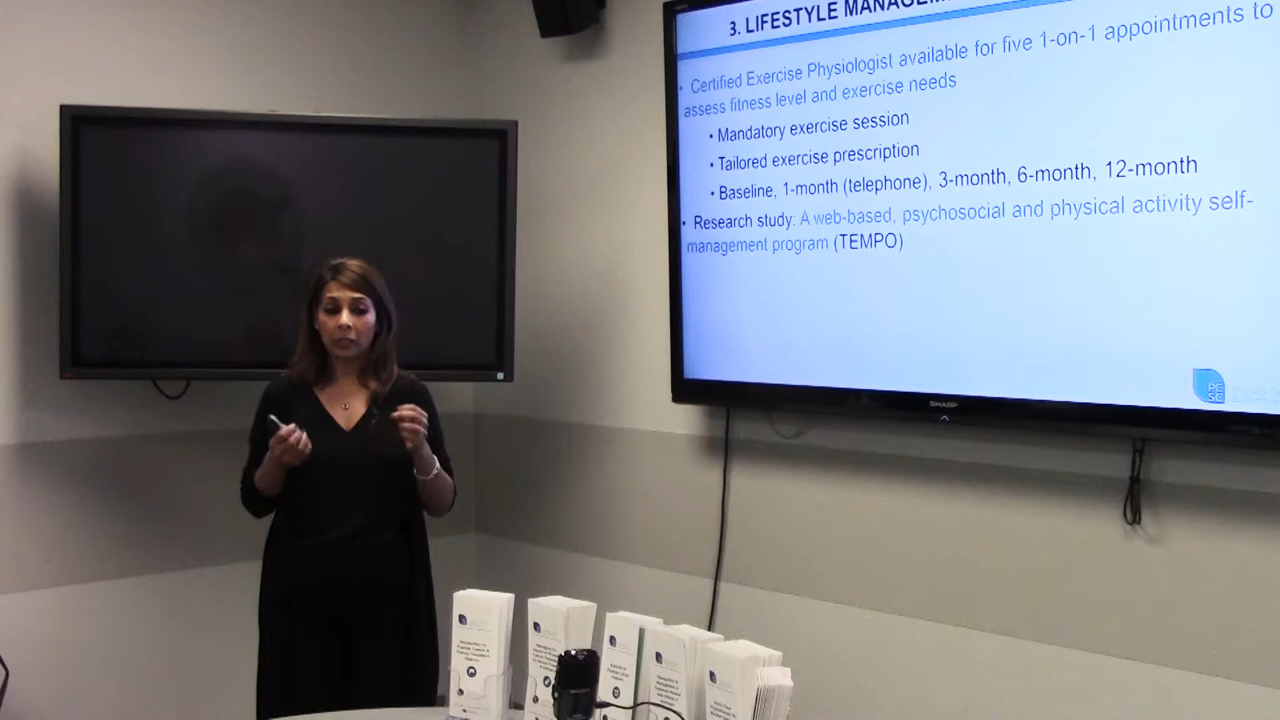 3. LIFESTYLE
• Certified Exercise Physiologist available for five 1-on-1 appointments to
assess fitness level and exercise needs
• Mandatory exercise session
• Tailored exercise prescription
• Baseline, 1-month (telephone), 3-month, 6-month, 12-month
• Research study: A web-based, psychosocial and physical activity self-
management program (TEMPO)
PC
SC
SHARP